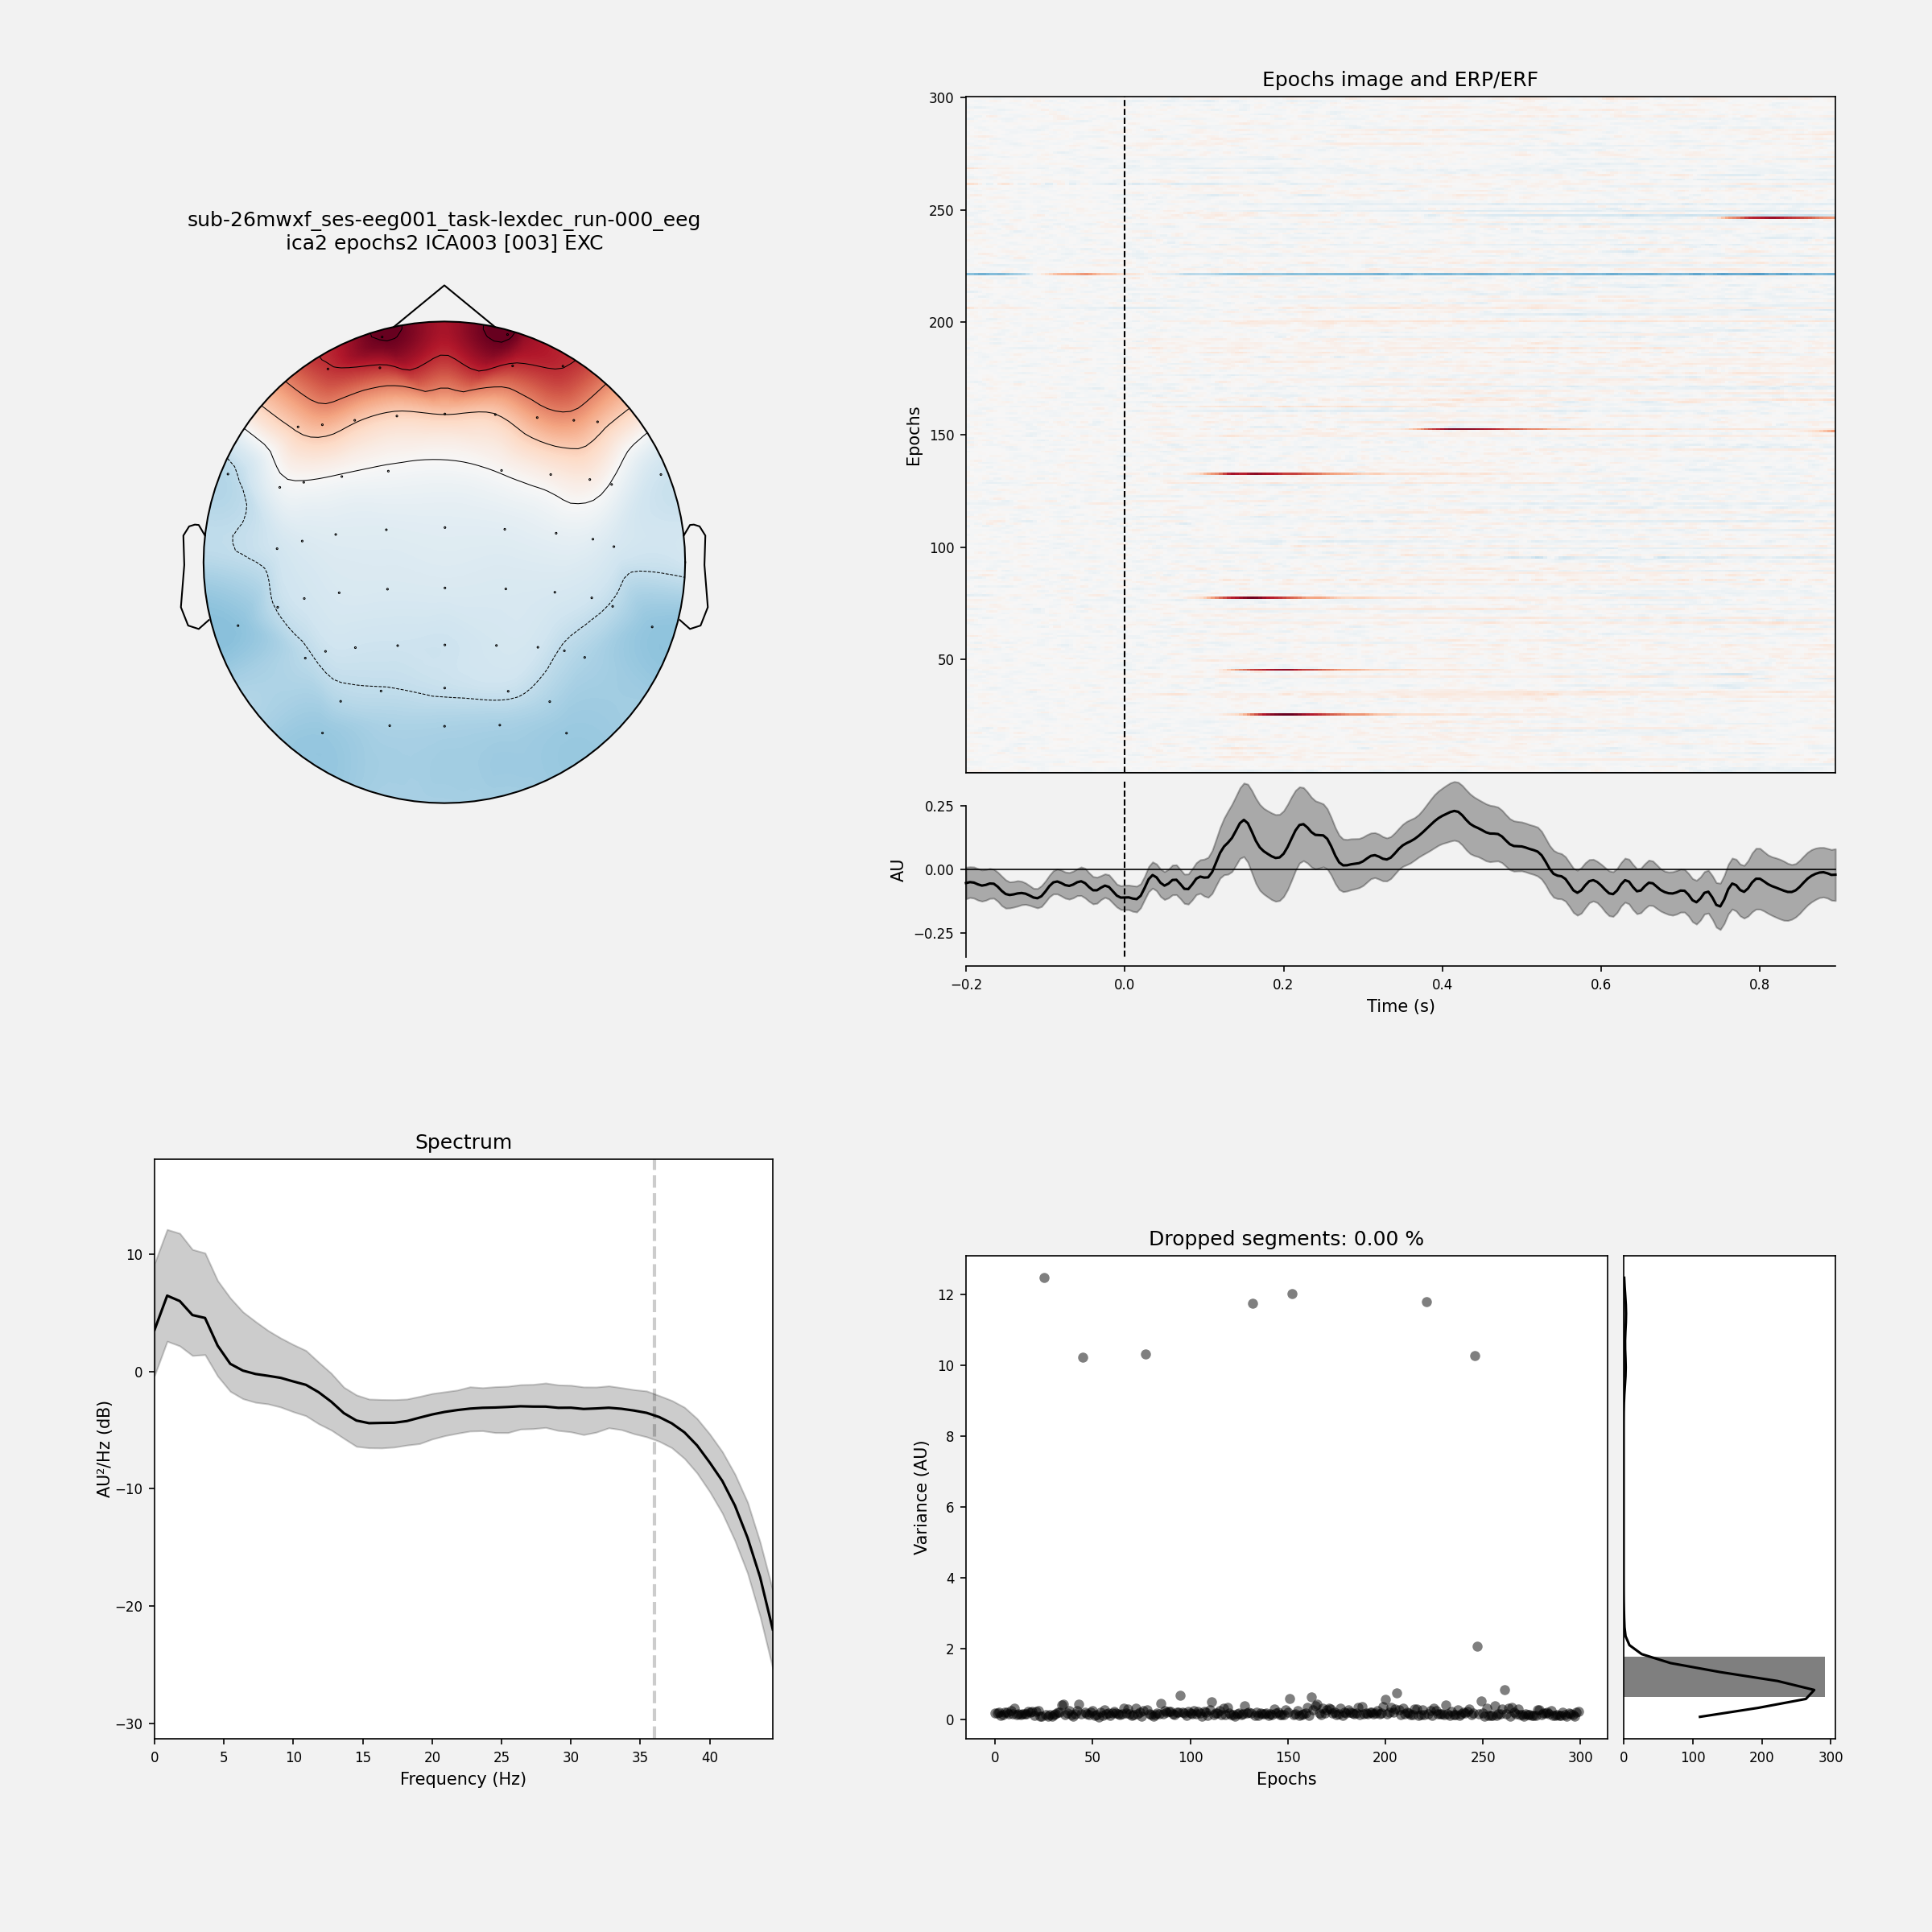 sub-26mwxf_ses-eeg001_task-lexdec_run-000_eeg
ica2 epochs2 ICA003 [003] EXC
Epochs image and ERP/ERF
300
250
200
150
100
50
Epochs
0.25
0.00
−0.25
AU
−0.2 0.0 0.2 0.4 0.6 0.8
Time (s)
Spectrum
10
0
−10
−20
−30
AU²/Hz (dB)
0 5 10 15 20 25 30 35 40
Frequency (Hz)
Dropped segments: 0.00 %
12
10
8
6
4
2
0
Variance (AU)
0 50 100 150 200 250 300
Epochs
0 100 200 300